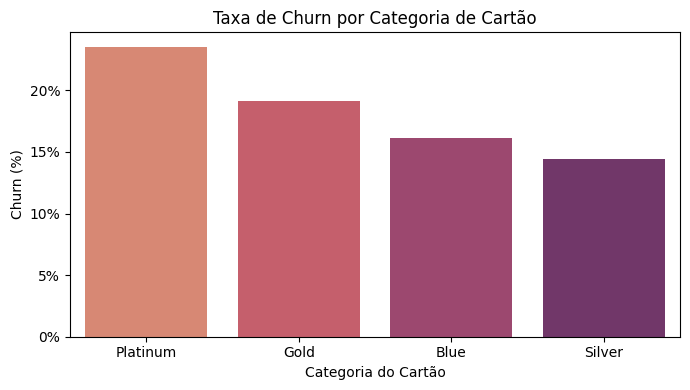 Taxa de Churn por Categoria de Cartão
Churn (%)
20%
15%
10%
5%
0%
Platinum Gold Blue Silver
Categoria do Cartão